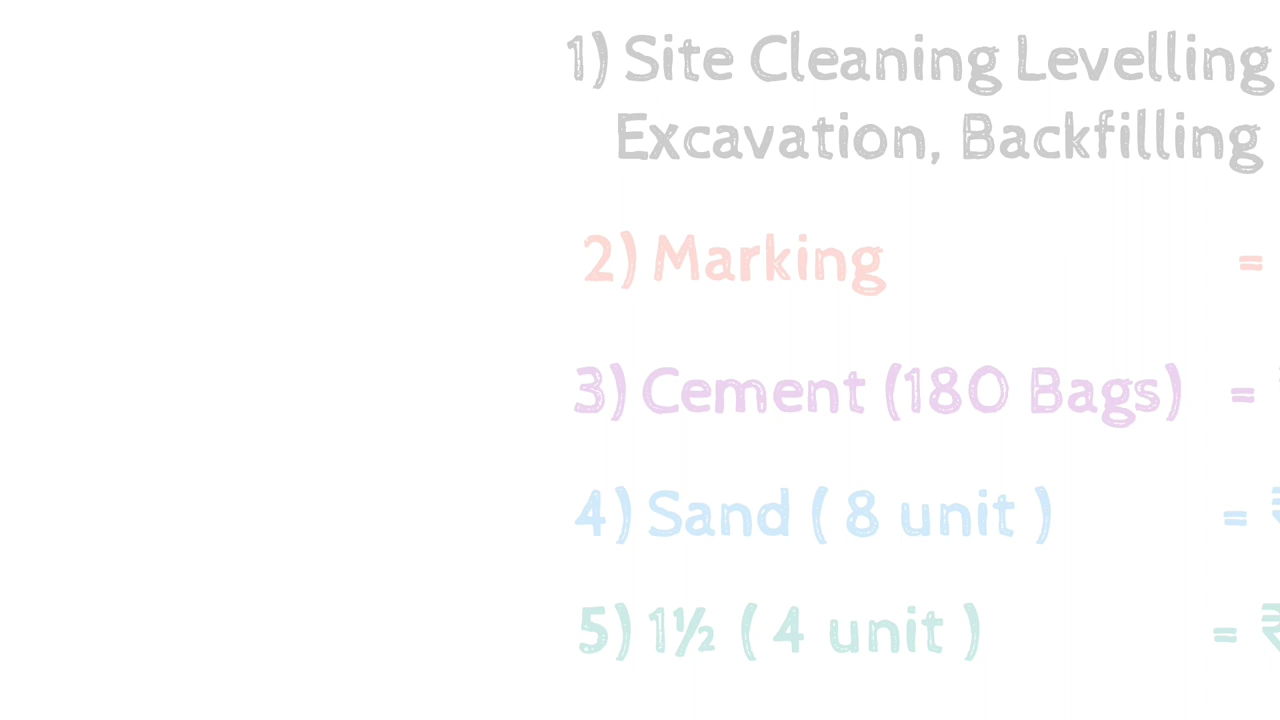 1) Site Cleaning Levelling
Excavation, Backfilling
2) Marking =
3) Cement (180 Bags) =
4) Sand ( 8 unit ) = ₹
5) 1½ ( 4 unit ) = ₹